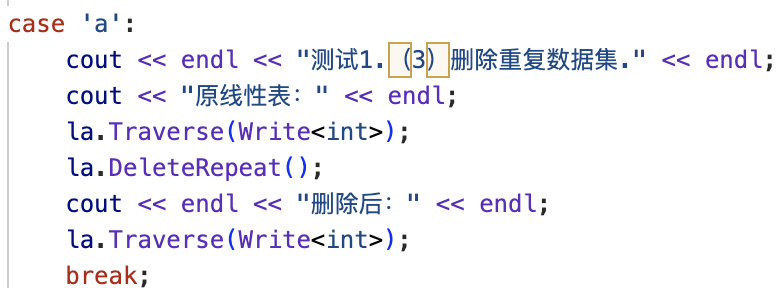 case 'a':
    cout << endl << "测试1.（3）删除重复数据集." << endl;
    cout << "原线性表：" << endl;
    la.Traverse(Write<int>);
    la.DeleteRepeat();
    cout << endl << "删除后：" << endl;
    la.Traverse(Write<int>);
    break;